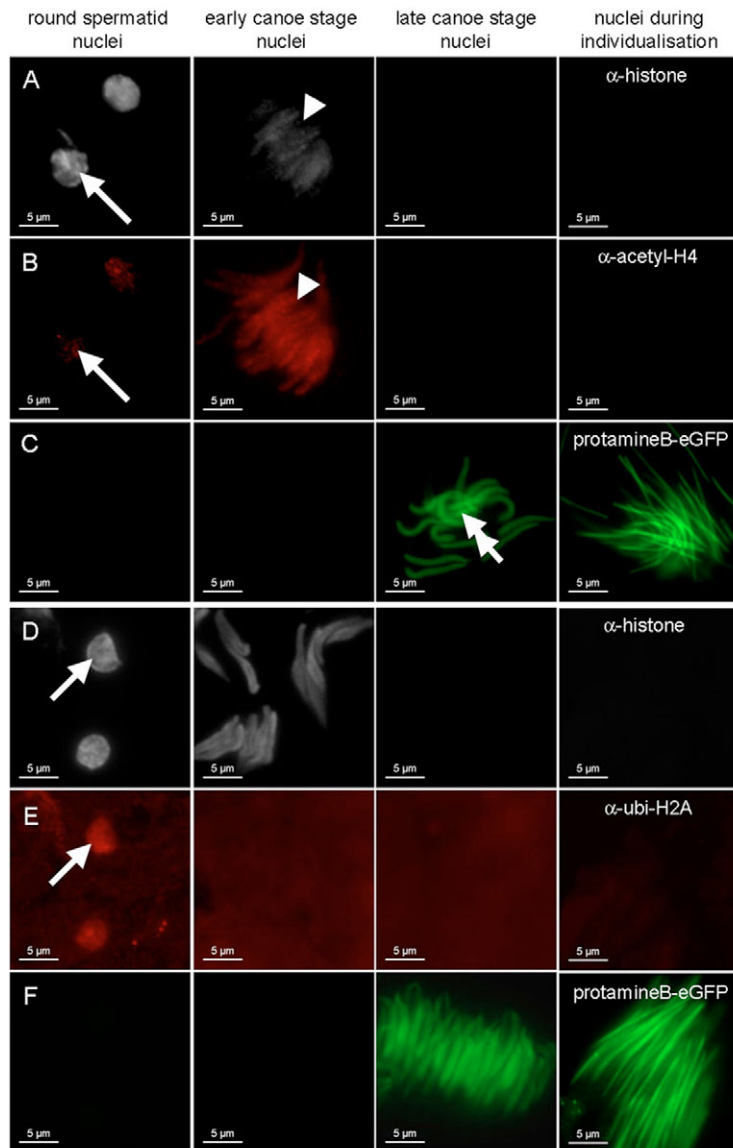 round spermatid nuclei
early canoe stage nuclei
late canoe stage nuclei
nuclei during individualisation
A
α-histone
5 µm
5 µm
5 µm
5 µm
B
α-acetyl-H4
5 µm
5 µm
5 µm
5 µm
C
protamineB-eGFP
5 µm
5 µm
5 µm
5 µm
D
α-histone
5 µm
5 µm
5 µm
5 µm
E
α-ubi-H2A
5 µm
5 µm
5 µm
5 µm
F
protamineB-eGFP
5 µm
5 µm
5 µm
5 µm